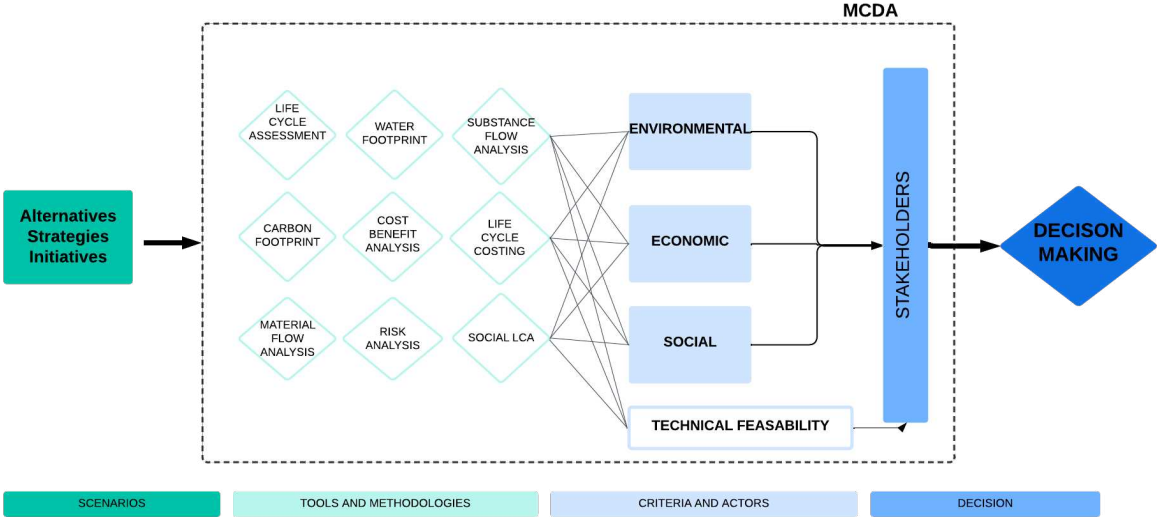 MCDA
LIFE
CYCLE
ASSESSMENT
WATER
FOOTPRINT
SUBSTANCE
FLOW
ANALYSIS
ENVIRONMENTAL
Alternatives
Strategies
Initiatives
CARBON
FOOTPRINT
COST
BENEFIT
ANALYSIS
LIFE
CYCLE
COSTING
ECONOMIC
STAKEHOLDERS
DECISON
MAKING
MATERIAL
FLOW
ANALYSIS
RISK
ANALYSIS
SOCIAL LCA
SOCIAL
TECHNICAL FEASABILITY
SCENARIOS
TOOLS AND METHODOLOGIES
CRITERIA AND ACTORS
DECISION